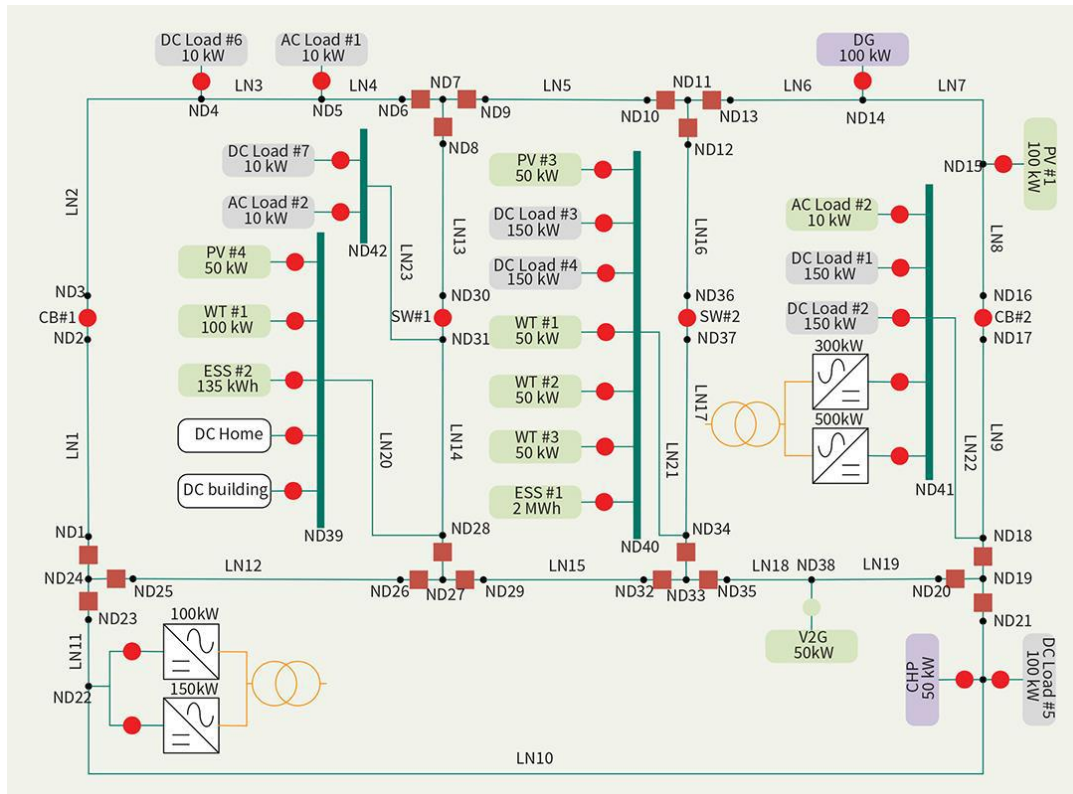 DC Load #6
10 kW
AC Load #1
10 kW
DG
100 kW
LN3
LN4
ND7
LN5
ND11
LN6
LN7
ND4
ND5
ND6
ND9
ND10
ND13
ND14
ND8
ND12
PV #1
100 kW
ND15
DC Load #7
10 kW
AC Load #2
10 kW
ND42
LN2
LN23
LN13
PV #3
50 kW
DC Load #3
150 kW
DC Load #4
150 kW
WT #1
50 kW
WT #2
50 kW
WT #3
50 kW
ESS #1
2 MWh
ND40
LN16
AC Load #2
10 kW
DC Load #1
150 kW
DC Load #2
150 kW
300kW
500kW
ND41
LN8
PV #4
50 kW
WT #1
100 kW
ESS #2
135 kWh
DC Home
DC building
ND39
ND3
CB#1
ND2
ND30
SW#1
ND31
ND36
SW#2
ND37
ND16
CB#2
ND17
LN1
LN20
LN14
LN21
LN17
LN22
LN9
ND1
ND28
ND34
ND18
ND24
ND25
LN12
ND26
ND27
ND29
LN15
ND32
ND33
ND35
LN18
ND38
LN19
ND20
ND19
ND23
ND21
V2G
50kW
LN11
ND22
100kW
150kW
CHP
50 kW
DC Load #5
100 kW
LN10